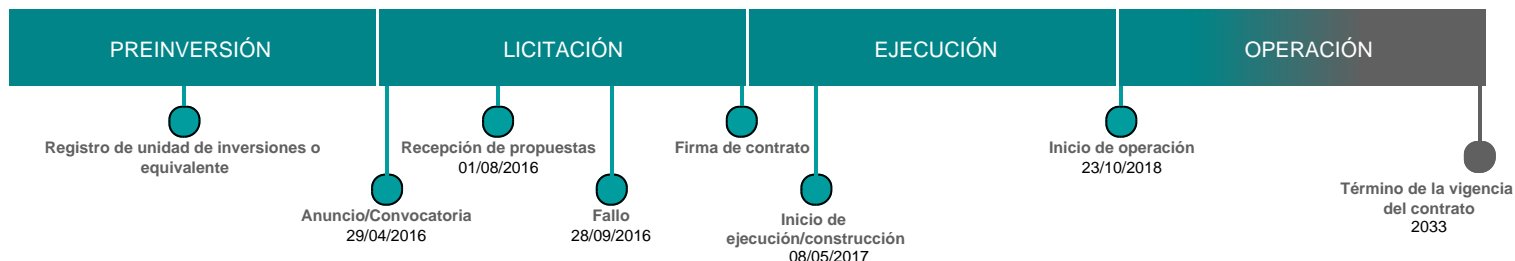 PREINVERSIÓN
LICITACIÓN
EJECUCIÓN
OPERACIÓN
Registro de unidad de inversiones o
equivalente
Anuncio/Convocatoria
29/04/2016
Recepción de propuestas
01/08/2016
Fallo
28/09/2016
Firma de contrato
Inicio de
ejecución/construcción
08/05/2017
Inicio de operación
23/10/2018
Término de la vigencia
del contrato
2033